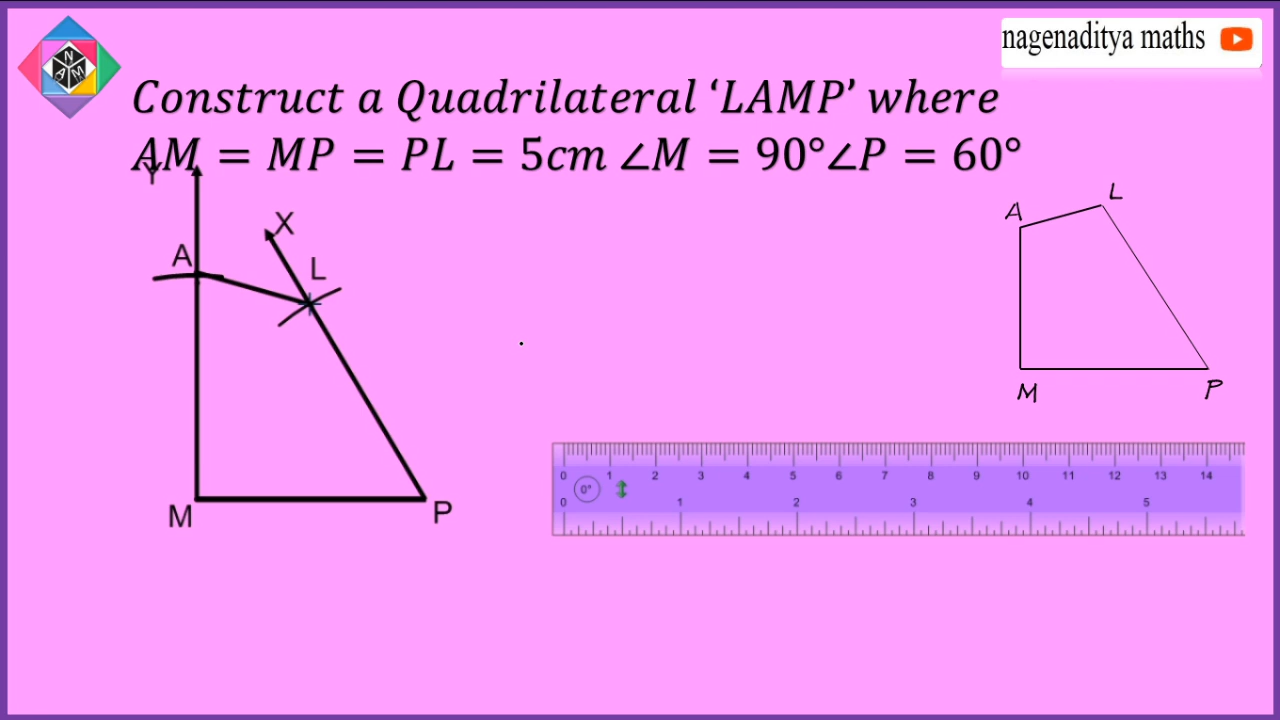 nagenaditya maths
N
A M
Construct a Quadrilateral ‘LAMP’ where
AM = MP = PL = 5cm ∠M = 90°∠P = 60°
Y
X
A
L
M
P
A
L
M
P
0 1 2 3 4 5 6 7 8 9 10 11 12 13 14
0°
0 1 2 3 4 5